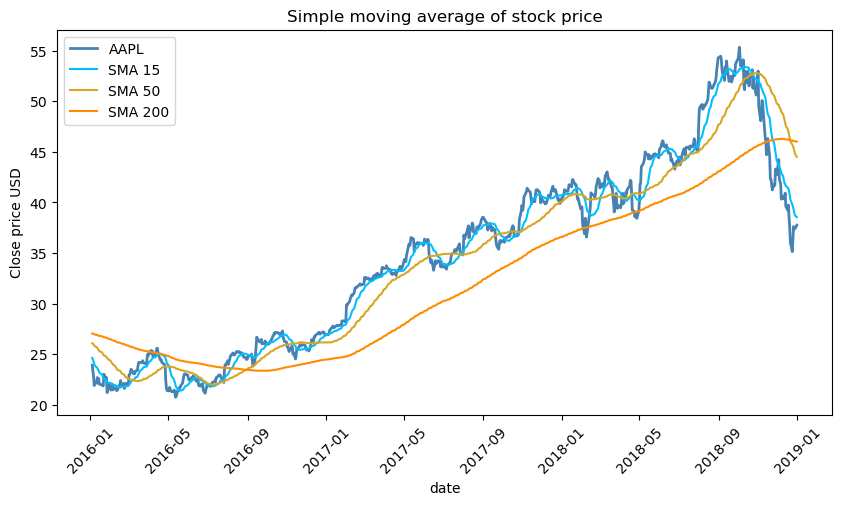 Simple moving average of stock price
AAPL
SMA 15
SMA 50
SMA 200
Close price USD
55
50
45
40
35
30
25
20
2016-01
2016-05
2016-09
2017-01
2017-05
2017-09
2018-01
2018-05
2018-09
2019-01
date